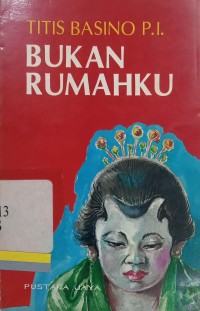 TITIS BASINO P.I.
BUKAN
RUMAHKU
13
PUSTAKA JAYA